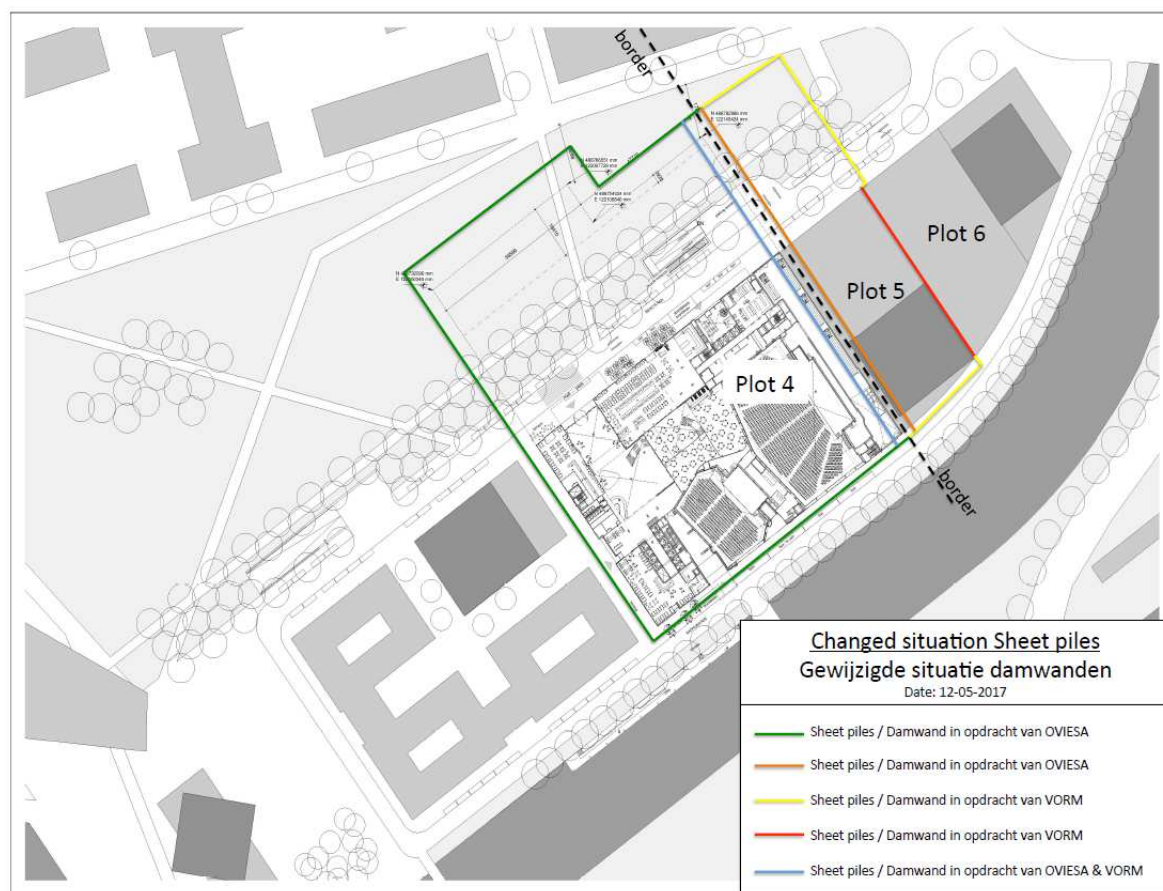 border
Plot 6
Plot 5
Plot 4
border
Changed situation Sheet piles
Gewijzigde situatie damwanden
Date: 12-05-2017
Sheet piles / Damwand in opdracht van OVIESA
Sheet piles / Damwand in opdracht van OVIESA
Sheet piles / Damwand in opdracht van VORM
Sheet piles / Damwand in opdracht van VORM
Sheet piles / Damwand in opdracht van OVIESA & VORM